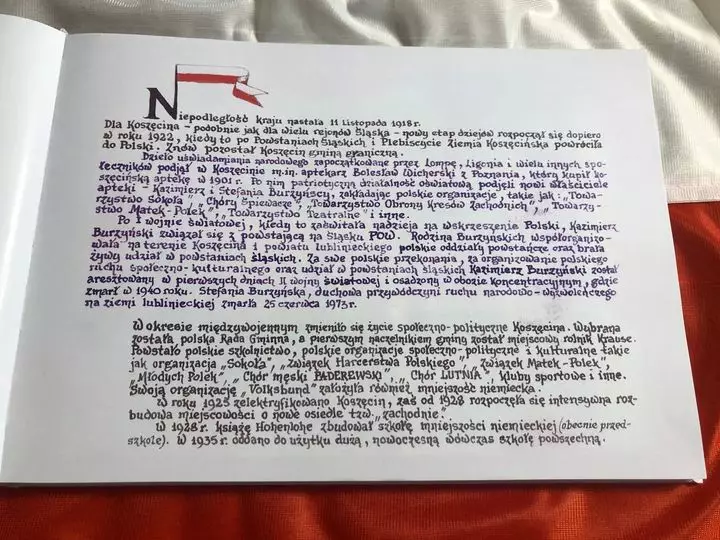 Niepodległość kraju nastała 11 listopada 1918 r.
Dla Koszęcina – podobnie jak dla wielu rejonów Śląska – nowy etap dziejów rozpoczął się dopiero
w roku 1922, kiedy to po Powstaniach Śląskich i Plebiscycie Ziemia Koszęcińska powróciła
do Polski. Znów pozostał Koszęcin gminą graniczną.
Dzieło uświadamiania narodowego zapoczątkowane przez Lompę, Ligonia i wielu innych spo-
łeczników podjął w Koszęcinie m.in. aptekarz Bolesław Wicherski z Poznania, który kupił ko-
szęcińską aptekę w 1901 r. Po nim patriotyczną działalność oświatową podjęli nowi właściciele
apteki – Kazimierz i Stefania Burzyńscy, zakładając polskie organizacje, takie jak: „Towa-
rzystwo Sokoła", „Chóry Śpiewacze", „Towarzystwo Obrony Kresów Zachodnich", „Towarzy-
stwo Matek-Polek", „Towarzystwo Teatralne" i inne.
Po I wojnie światowej, kiedy to zaświtała nadzieja na wskrzeszenie Polski, Kazimierz
Burzyński związał się z powstającą na Śląsku POW. Rodzina Burzyńskich współorganizo-
wała na terenie Koszęcina i powiatu lublinieckiego polskie oddziały powstańcze oraz brała
żywy udział w powstaniach śląskich. Za swe polskie przekonania, za organizowanie polskiego
ruchu społeczno-kulturalnego oraz udział w powstaniach śląskich Kazimierz Burzyński został
aresztowany w pierwszych dniach II wojny światowej i osadzony w obozie koncentracyjnym, gdzie
zmarł w 1940 roku. Stefania Burzyńska, duchowa przywódczyni ruchu narodowo-wyzwoleńczego
na ziemi lublinieckiej zmarła 25 czerwca 1973 r.
W okresie międzywojennym zmieniło się życie społeczno-polityczne Koszęcina. Wybrana
została polska Rada Gminna, a pierwszym naczelnikiem gminy został miejscowy rolnik Krause.
Powstało polskie szkolnictwo, polskie organizacje społeczno-polityczne i kulturalne takie
jak organizacja „Sokoła", „Związek Harcerstwa Polskiego", „Związek Matek-Polek",
„Młodych Polek", „Chór męski PADEREWSKI", „Chór LUTNIA", kluby sportowe i inne.
Swoją organizację „Volksbund" założyła również mniejszość niemiecka.
W roku 1925 zelektryfikowano Koszęcin, zaś od 1928 rozpoczęła się intensywna roz-
budowa miejscowości o nowe osiedle tzw. „zachodnie".
W 1928 r. książę Hohenlohe zbudował szkołę mniejszości niemieckiej (obecnie przed-
szkole). W 1935 r. oddano do użytku dużą, nowoczesną wówczas szkołę powszechną.